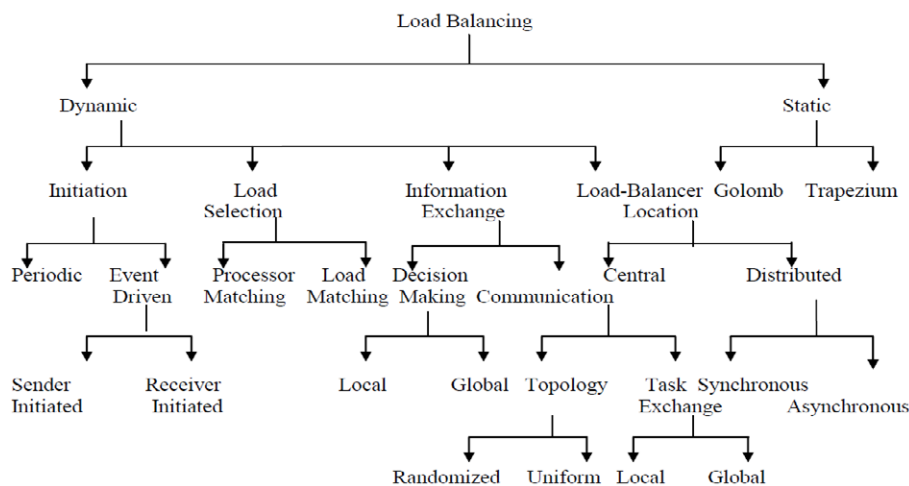 Load Balancing
Dynamic Static
Initiation Load Information Load-Balancer Golomb Trapezium
Selection Exchange Location
Periodic Event Processor Load Decision Central Distributed
Driven Matching Matching Making Communication
Sender Receiver Local Global Topology Task Synchronous
Initiated Initiated Exchange Asynchronous
Randomized Uniform Local Global